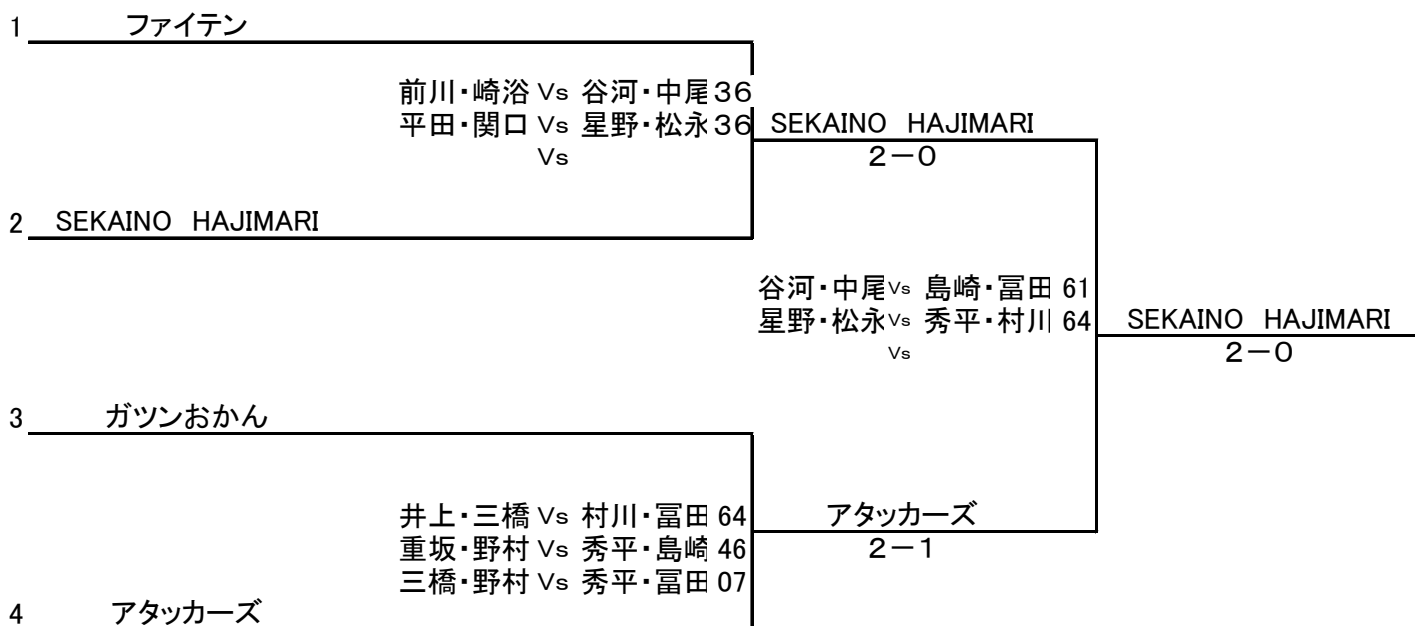 1 ファイテン
前川・崎浴 Vs 谷河・中尾 36
平田・関口 Vs 星野・松永 36
Vs
SEKAINO HAJIMARI
2－0
2 SEKAINO HAJIMARI
谷河・中尾 Vs 島崎・冨田 61
星野・松永 Vs 秀平・村川 64
Vs
SEKAINO HAJIMARI
2－0
3 ガツンおかん
井上・三橋 Vs 村川・冨田 64
重坂・野村 Vs 秀平・島崎 46
三橋・野村 Vs 秀平・冨田 07
アタッカーズ
2－1
4 アタッカーズ